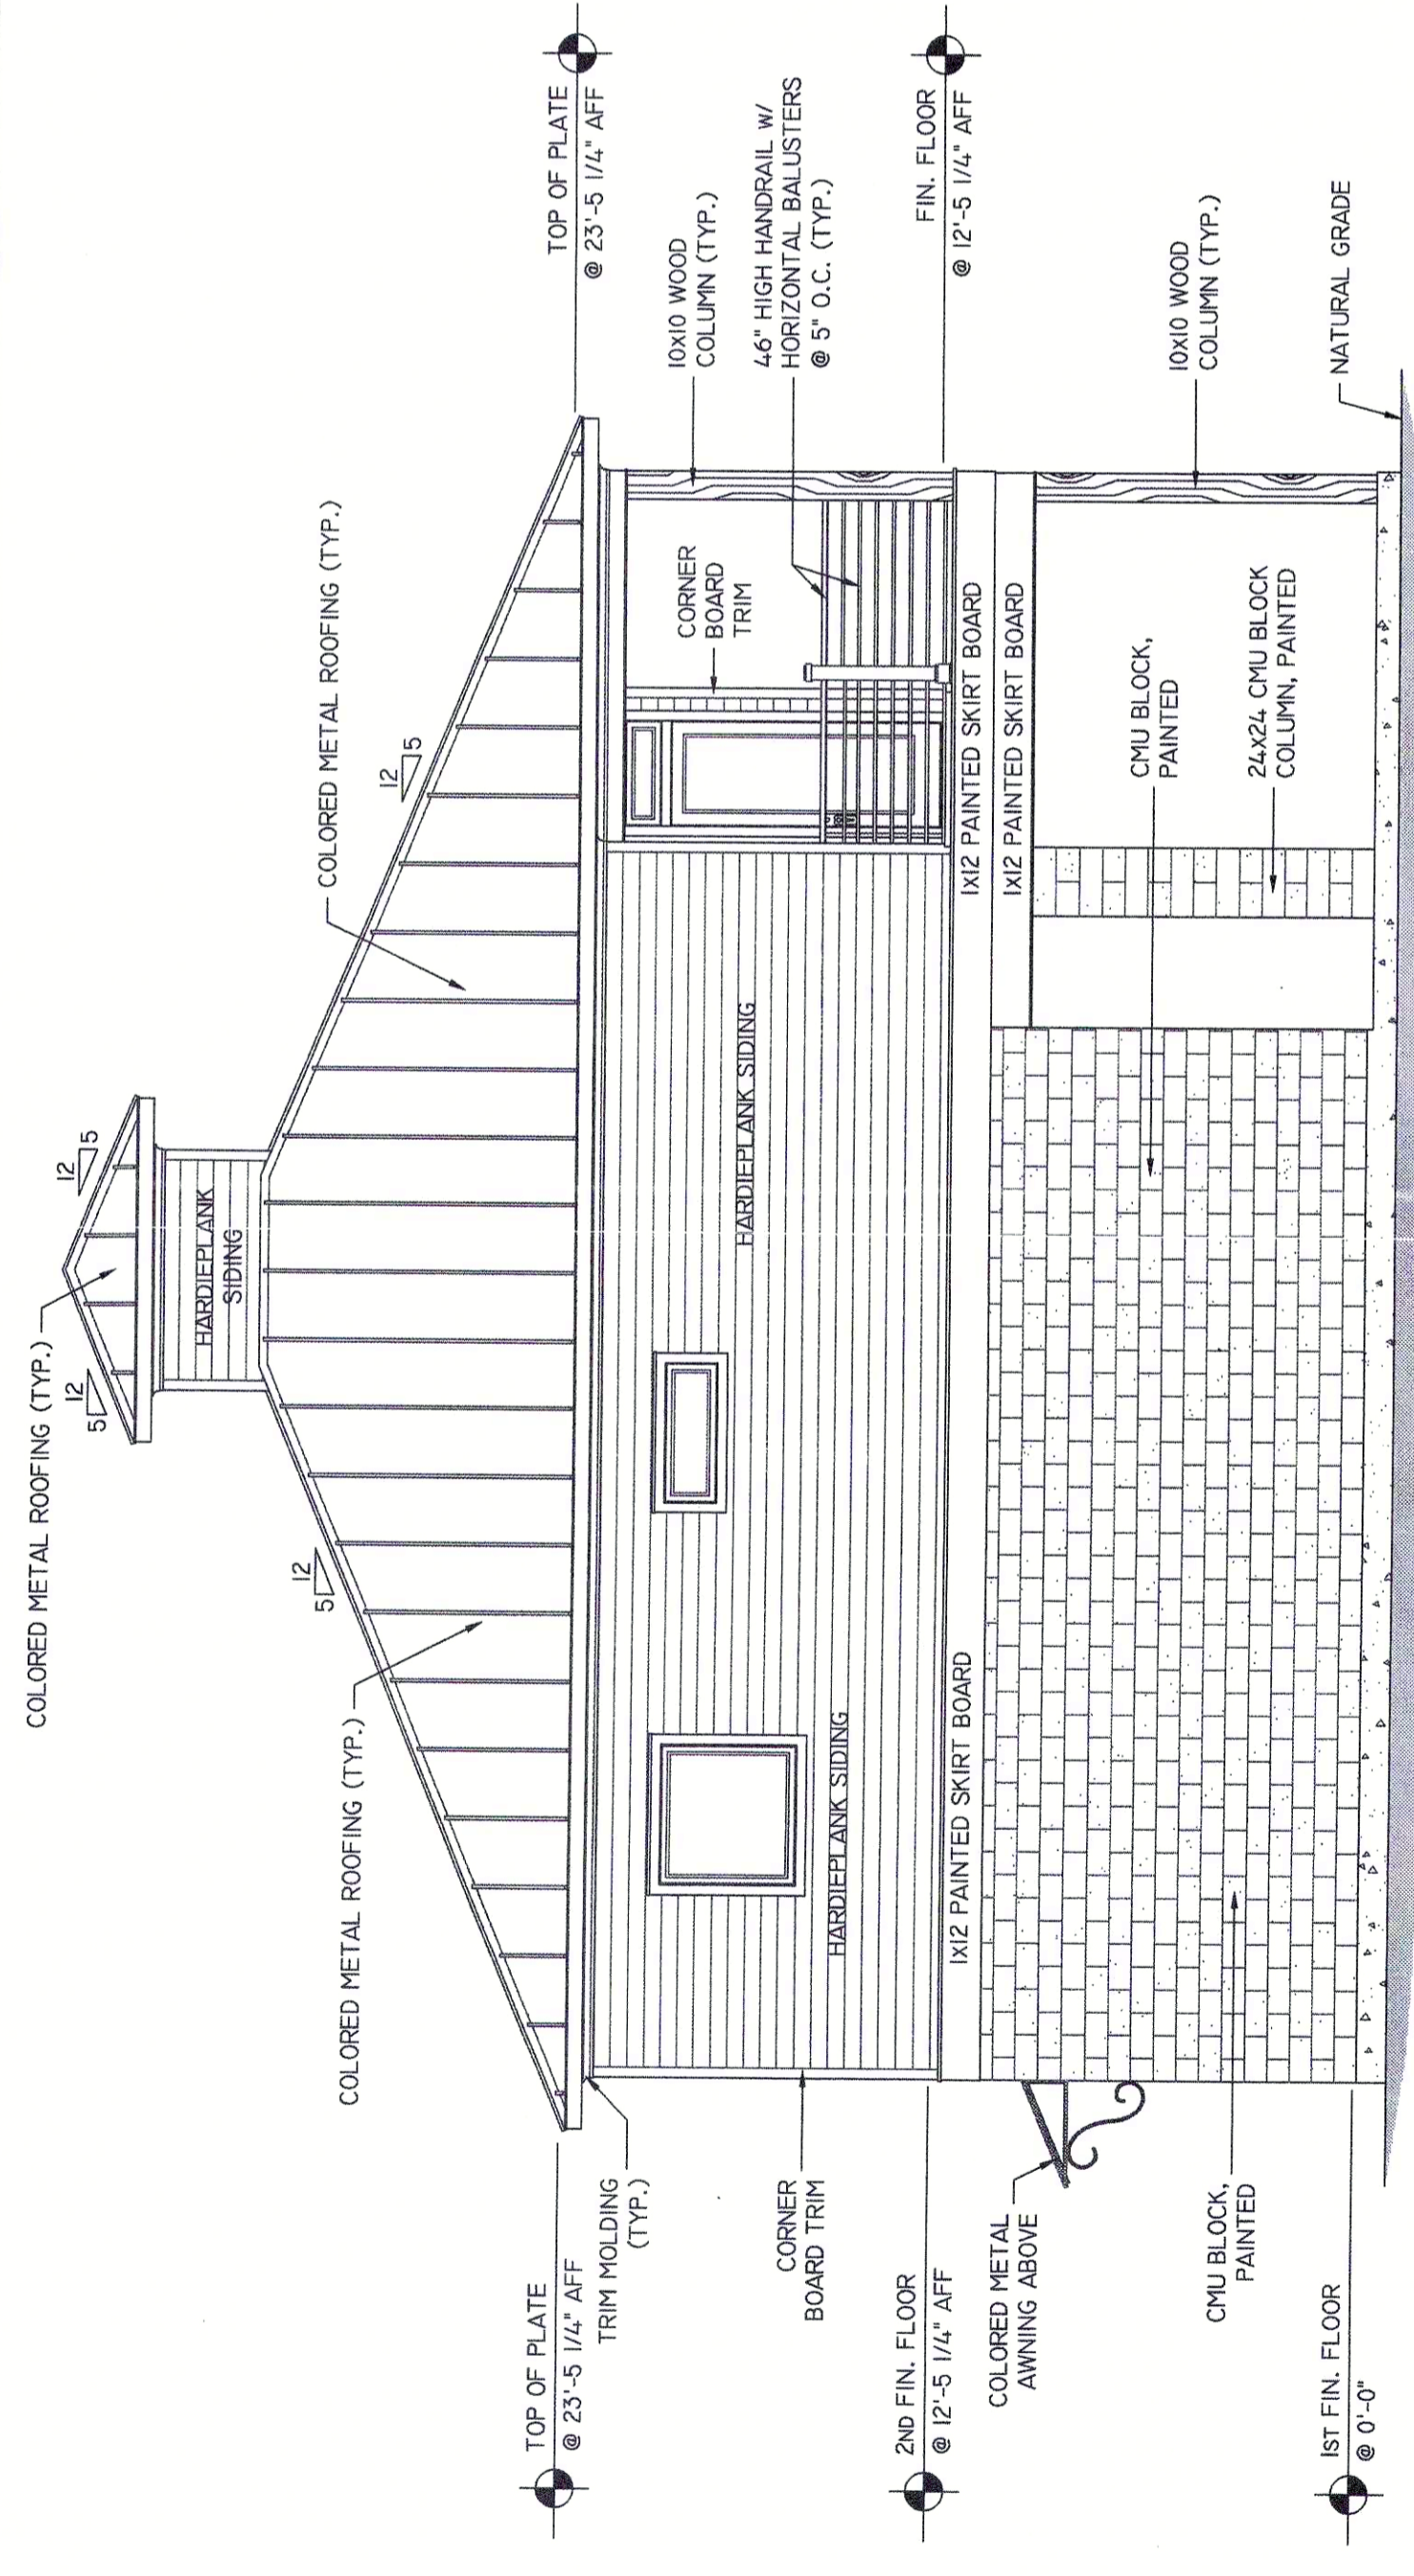 COLORED METAL ROOFING (TYP.)
12
5
12
5
HARDIEPLANK
SIDING
COLORED METAL ROOFING (TYP.)
12
5
COLORED METAL ROOFING (TYP.)
12
5
TOP OF PLATE
@ 23'-5 1/4" AFF
TRIM MOLDING
(TYP.)
CORNER
BOARD TRIM
2ND FIN. FLOOR
@ 12'-5 1/4" AFF
COLORED METAL
AWNING ABOVE
CMU BLOCK,
PAINTED
1ST FIN. FLOOR
@ 0'-0"
HARDIEPLANK SIDING
HARDIEPLANK SIDING
1X12 PAINTED SKIRT BOARD
1X12 PAINTED SKIRT BOARD
1X12 PAINTED SKIRT BOARD
CORNER
BOARD
TRIM
CMU BLOCK,
PAINTED
24x24 CMU BLOCK
COLUMN, PAINTED
TOP OF PLATE
@ 23'-5 1/4" AFF
10x10 WOOD
COLUMN (TYP.)
46" HIGH HANDRAIL w/
HORIZONTAL BALUSTERS
@ 5" O.C. (TYP.)
FIN. FLOOR
@ 12'-5 1/4" AFF
10x10 WOOD
COLUMN (TYP.)
NATURAL GRADE